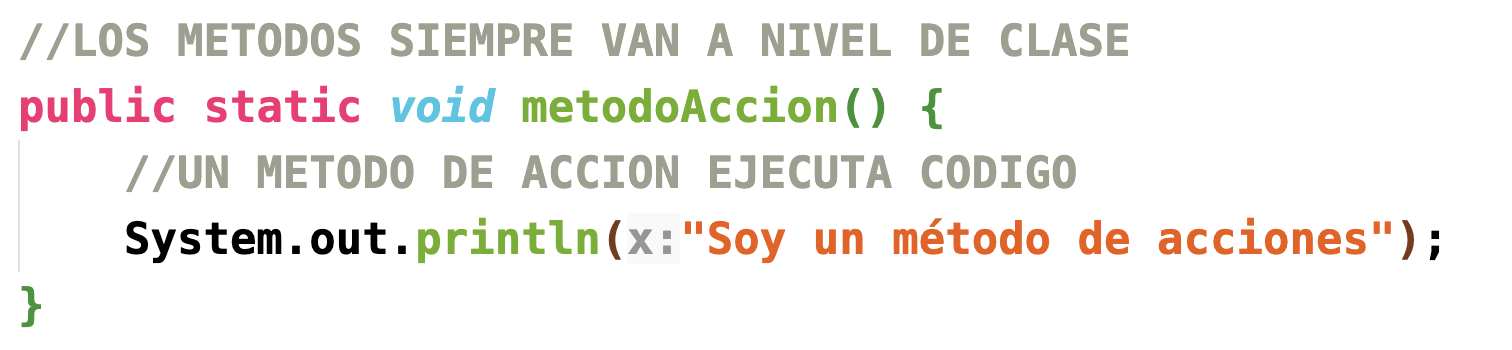 //LOS METODOS SIEMPRE VAN A NIVEL DE CLASE
public static void metodoAccion() {
//UN METODO DE ACCION EJECUTA CODIGO
System.out.println(x:"Soy un método de acciones");
}